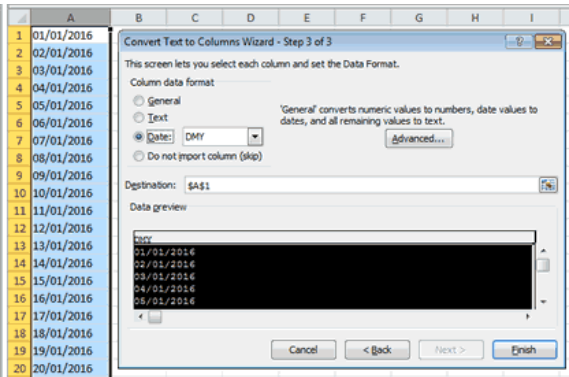 A B C D E F G H I
1 01/01/2016
2 02/01/2016
3 03/01/2016
4 04/01/2016
5 05/01/2016
6 06/01/2016
7 07/01/2016
8 08/01/2016
9 09/01/2016
10 10/01/2016
11 11/01/2016
12 12/01/2016
13 13/01/2016
14 14/01/2016
15 15/01/2016
16 16/01/2016
17 17/01/2016
18 18/01/2016
19 19/01/2016
20 20/01/2016
Convert Text to Columns Wizard - Step 3 of 3
This screen lets you select each column and set the Data Format.
Column data format
General
Text
Date: DMY
Do not import column (skip)
'General' converts numeric values to numbers, date values to
dates, and all remaining values to text.
Advanced...
Destination: $A$1
Data preview
DMY
01/01/2016
02/01/2016
03/01/2016
04/01/2016
05/01/2016
Cancel < Back Next > Finish